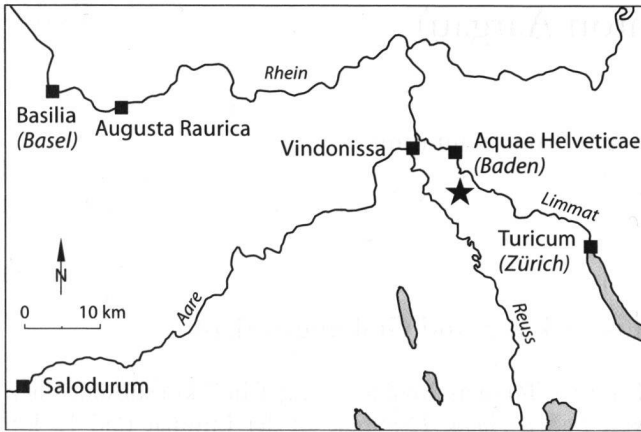 Rhein
Basilia
(Basel)
Augusta Raurica
Vindonissa
Aquae Helveticae
(Baden)
Limmat
Turicum
(Zürich)
N
0 10 km
Aare
Reuss
Salodurum